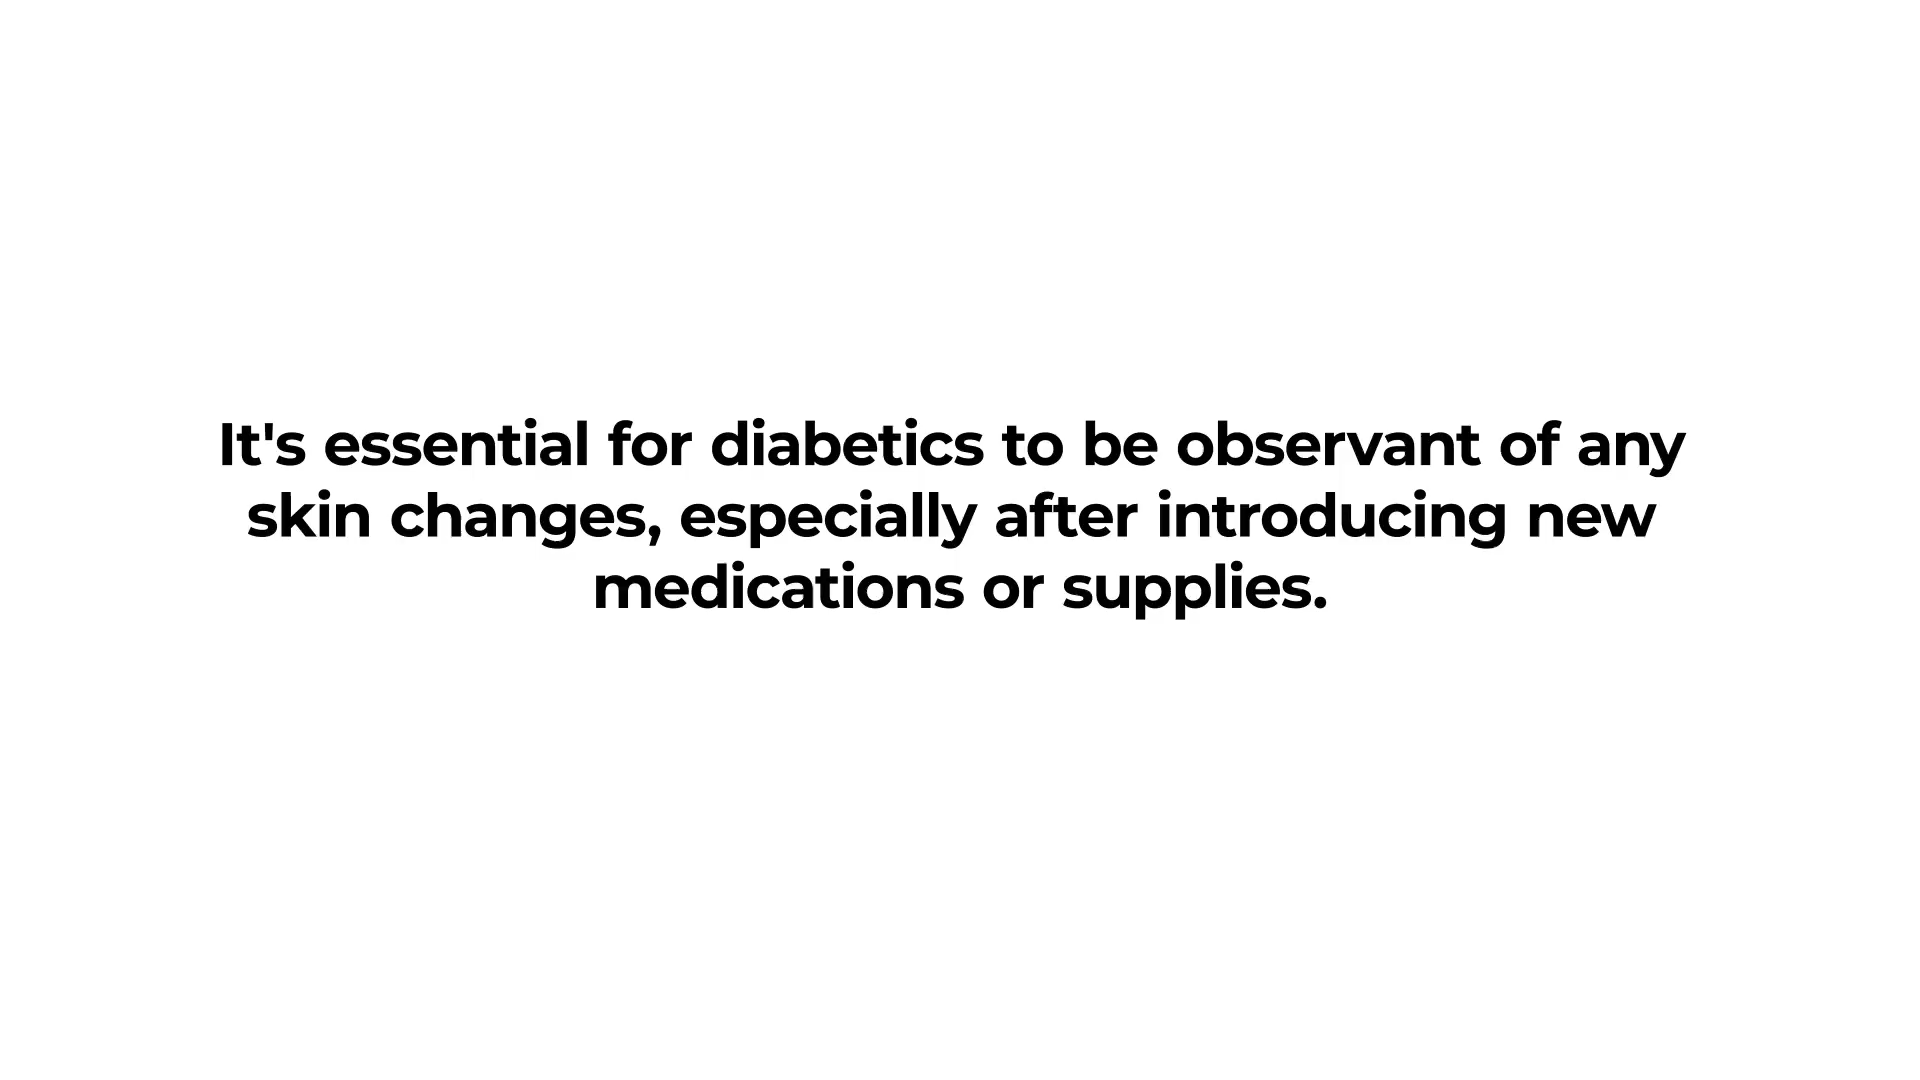 It's essential for diabetics to be observant of any
skin changes, especially after introducing new
medications or supplies.